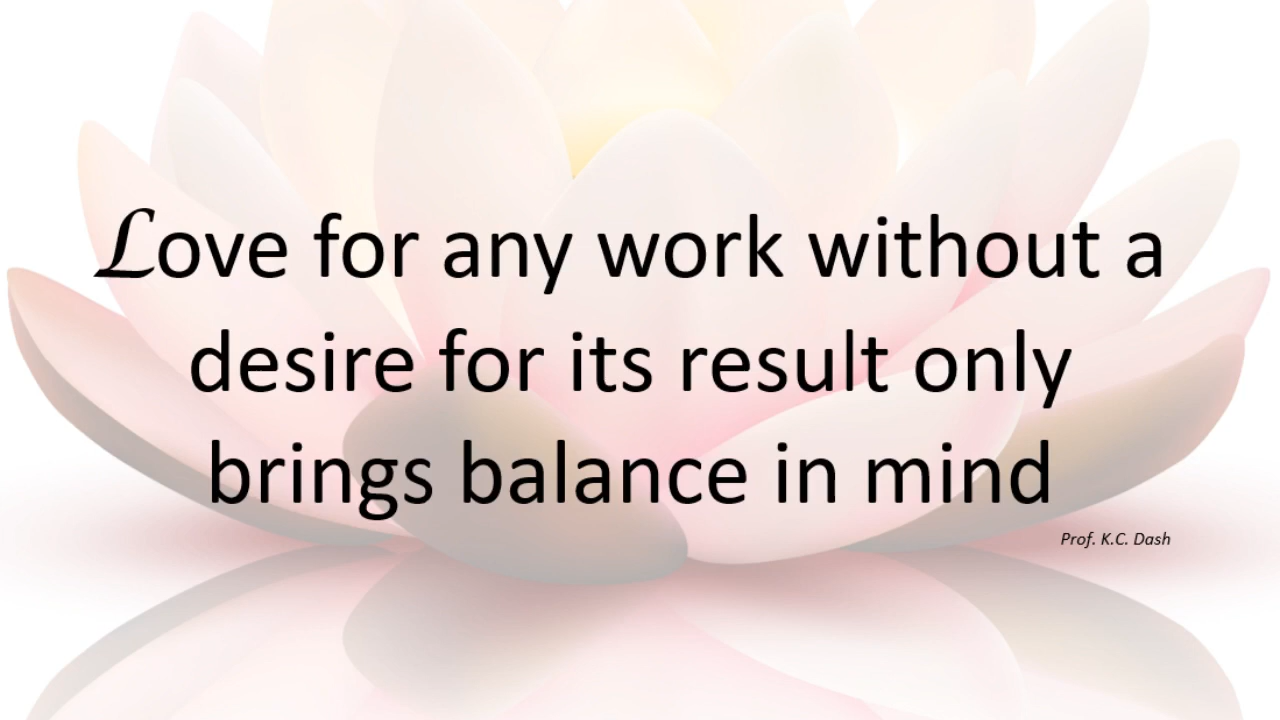 Love for any work without a
desire for its result only
brings balance in mind
Prof. K.C. Dash